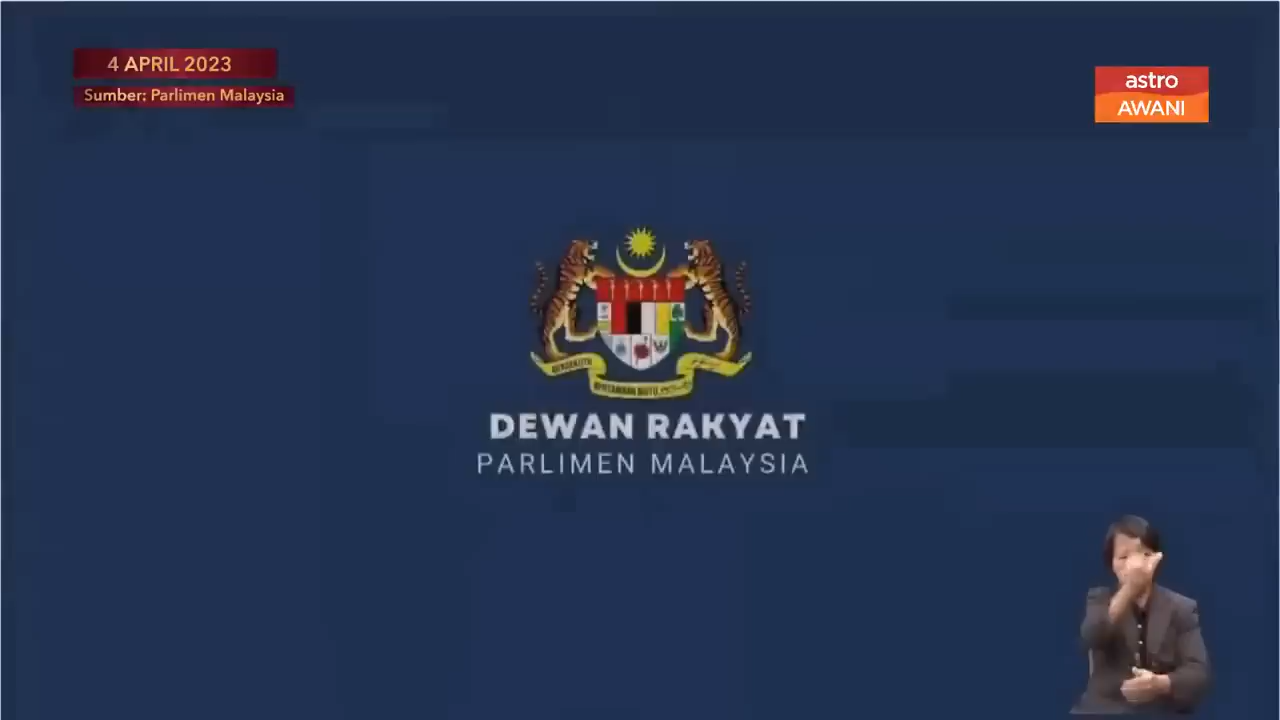 4 APRIL 2023
Sumber: Parlimen Malaysia
astro
AWANI
DEWAN RAKYAT
PARLIMEN MALAYSIA